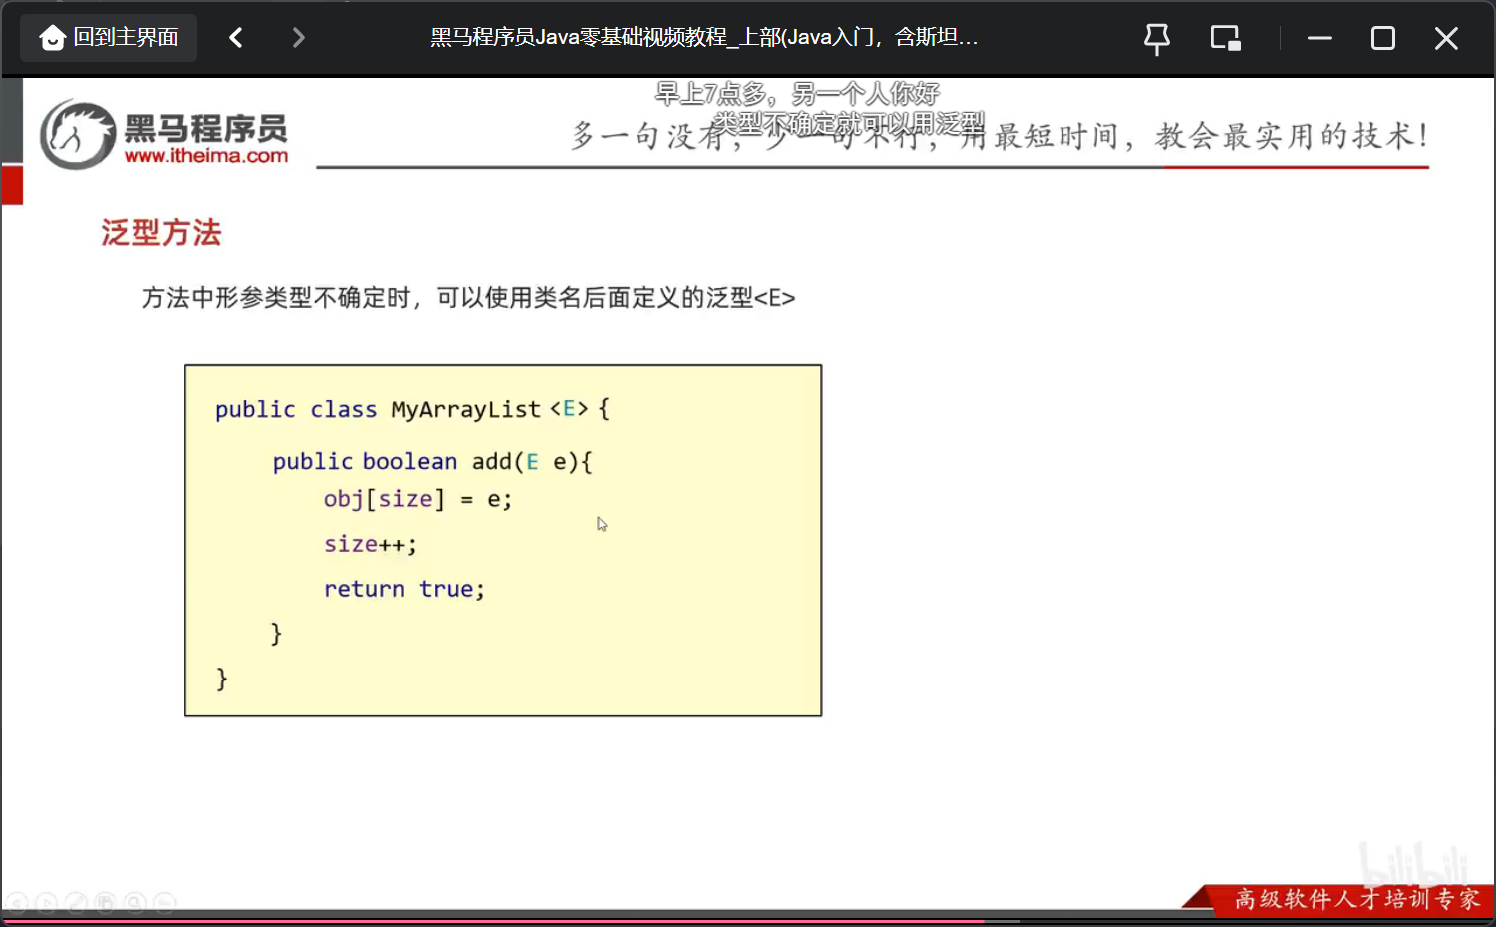 回到主界面
黑马程序员Java零基础视频教程_上部(Java入门，含斯坦...
早上7点多，另一个人你好
类型不确定就可以用泛型
黑马程序员
www.itheima.com
多一句没有，少一句不行，用最短时间，教会最实用的技术！
泛型方法
方法中形参类型不确定时，可以使用类名后面定义的泛型<E>
public class MyArrayList <E> {
public boolean add(E e){
obj[size] = e;
size++;
return true;
}
}
bilibili
高级软件人才培训专家